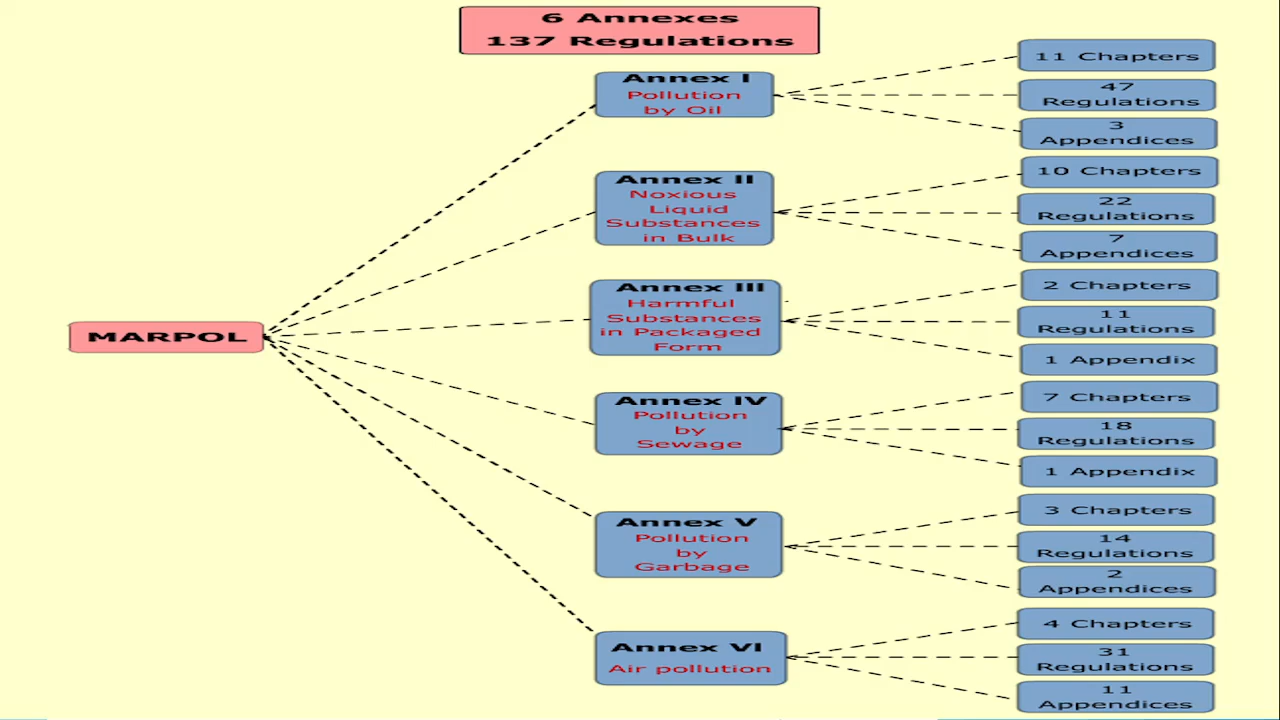 6 Annexes
137 Regulations
MARPOL
Annex I
Pollution
by Oil
11 Chapters
47
Regulations
3
Appendices
Annex II
Noxious
Liquid
Substances
in Bulk
10 Chapters
22
Regulations
7
Appendices
Annex III
Harmful
Substances
in Packaged
Form
2 Chapters
11
Regulations
1 Appendix
Annex IV
Pollution
by
Sewage
7 Chapters
18
Regulations
1 Appendix
Annex V
Pollution
by
Garbage
3 Chapters
14
Regulations
2
Appendices
Annex VI
Air pollution
4 Chapters
31
Regulations
11
Appendices